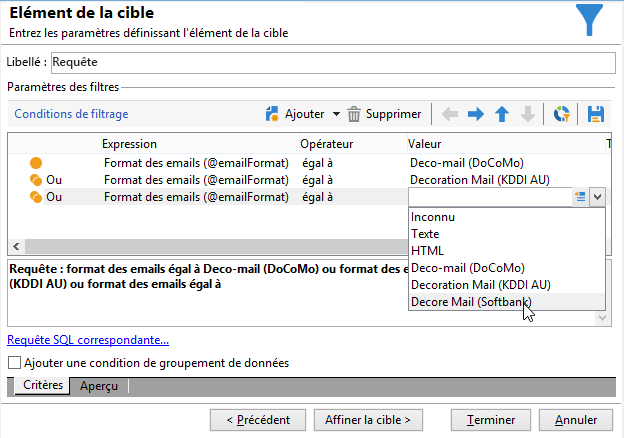 Elément de la cible
Entrez les paramètres définissant l'élément de la cible
Libellé : Requête
Paramètres des filtres
Conditions de filtrage Ajouter Supprimer
Expression Opérateur Valeur T
Format des emails (@emailFormat) égal à Deco-mail (DoCoMo)
Ou Format des emails (@emailFormat) égal à Decoration Mail (KDDI AU)
Ou Format des emails (@emailFormat) égal à
Inconnu
Texte
HTML
Deco-mail (DoCoMo)
Decoration Mail (KDDI AU)
Decore Mail (Softbank)
Requête : format des emails égal à Deco-mail (DoCoMo) ou format des e
(KDDI AU) ou format des emails égal à
Requête SQL correspondante...
Ajouter une condition de groupement de données
Critères Aperçu
< Précédent Affiner la cible > Terminer Annuler